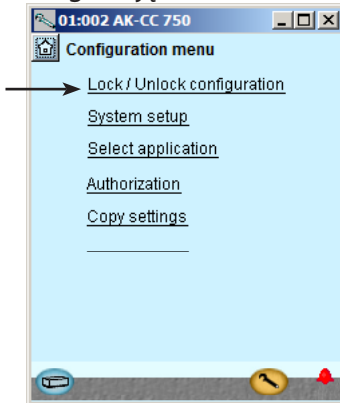 01:002 AK-CC 750
Configuration menu
Lock / Unlock configuration
System setup
Select application
Authorization
Copy settings